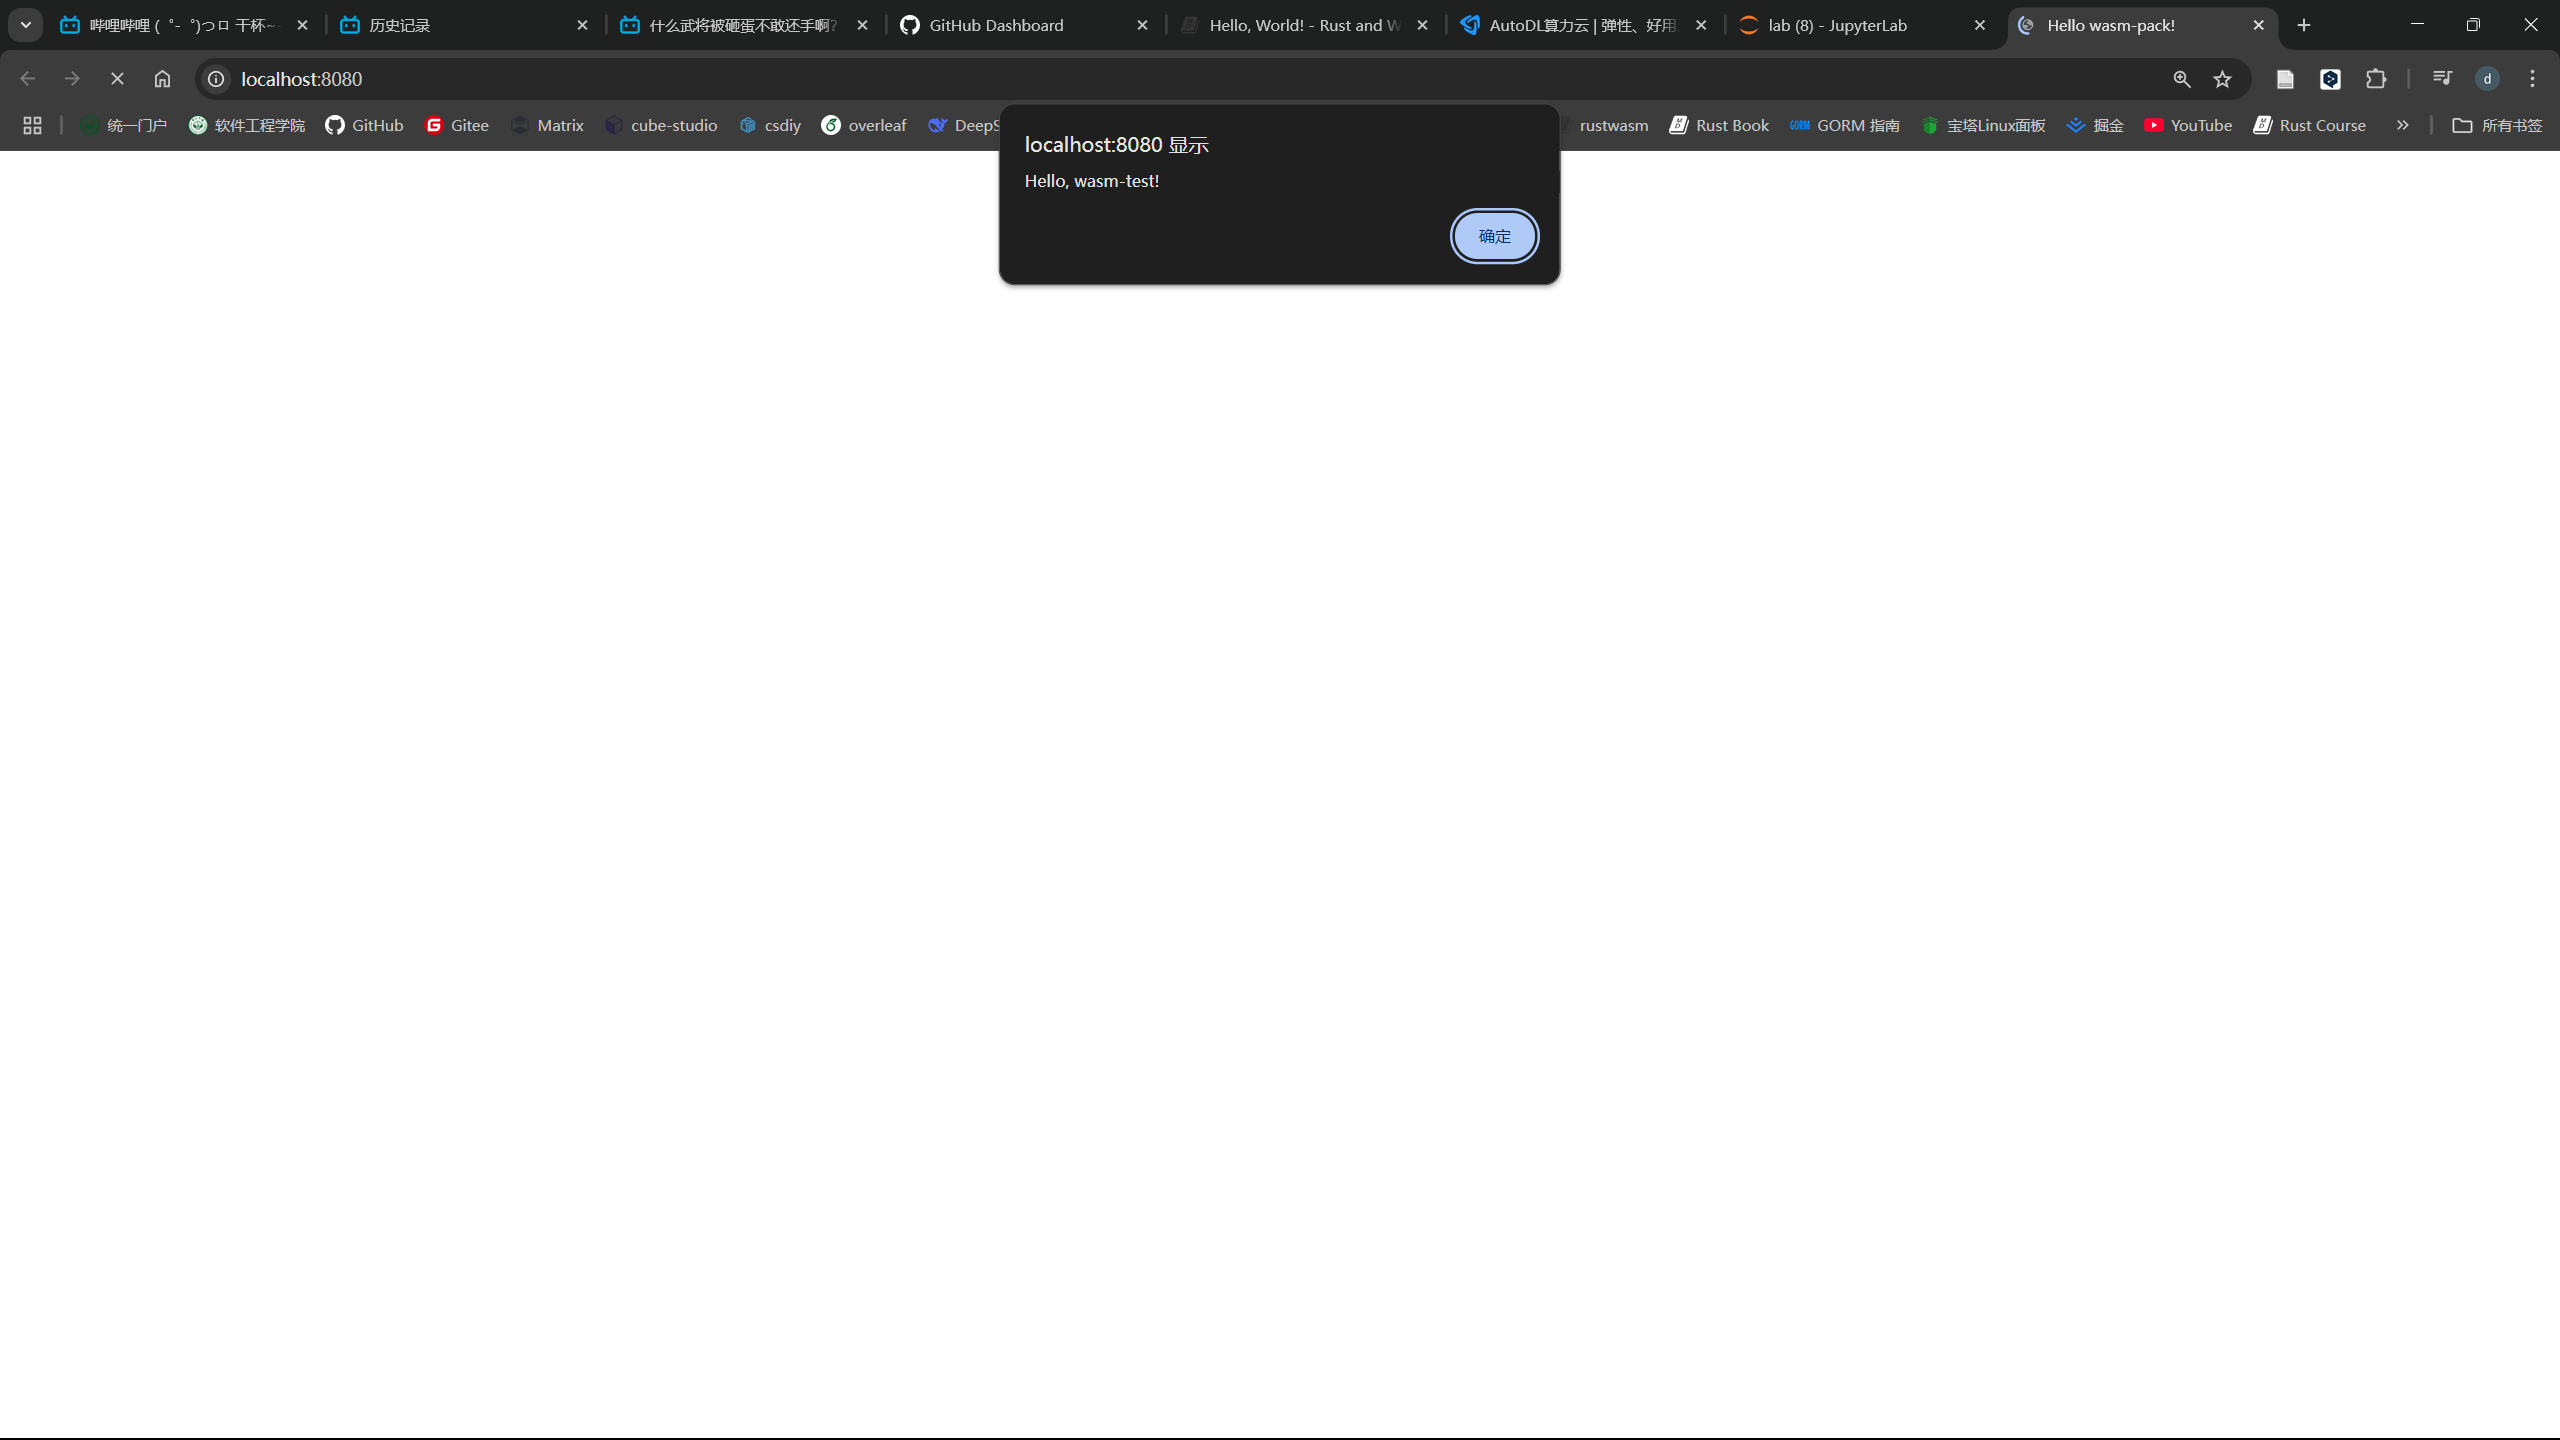 哔哩哔哩 (゜-゜)つロ 干杯~-
历史记录
什么武将被砸蛋不敢还手啊?
GitHub Dashboard
Hello, World! - Rust and W
AutoDL算力云 | 弹性、好用
lab (8) - JupyterLab
Hello wasm-pack!
localhost:8080
d
统一门户
软件工程学院
GitHub
Gitee
Matrix
cube-studio
csdiy
overleaf
DeepS
rustwasm
Rust Book
GORM GORM 指南
宝塔Linux面板
掘金
YouTube
Rust Course
所有书签
localhost:8080 显示
Hello, wasm-test!
确定